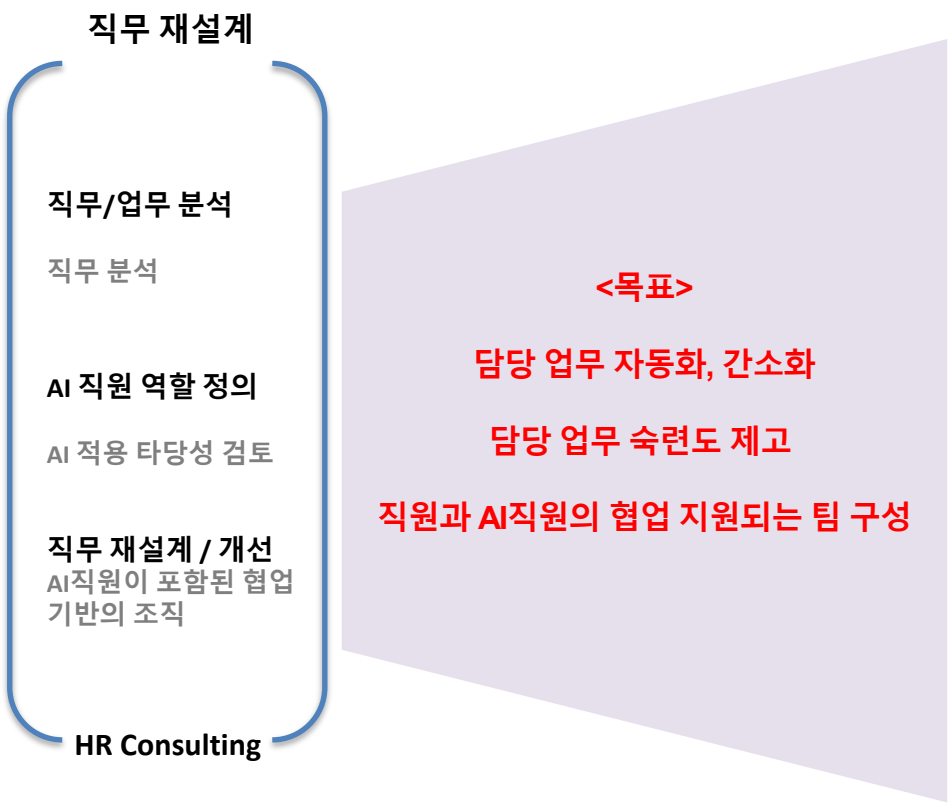 직무 재설계
직무/업무 분석
직무 분석
AI 직원 역할 정의
AI 적용 타당성 검토
직무 재설계 / 개선
AI직원이 포함된 협업
기반의 조직
HR Consulting
<목표>
담당 업무 자동화, 간소화
담당 업무 숙련도 제고
직원과 AI직원의 협업 지원되는 팀 구성